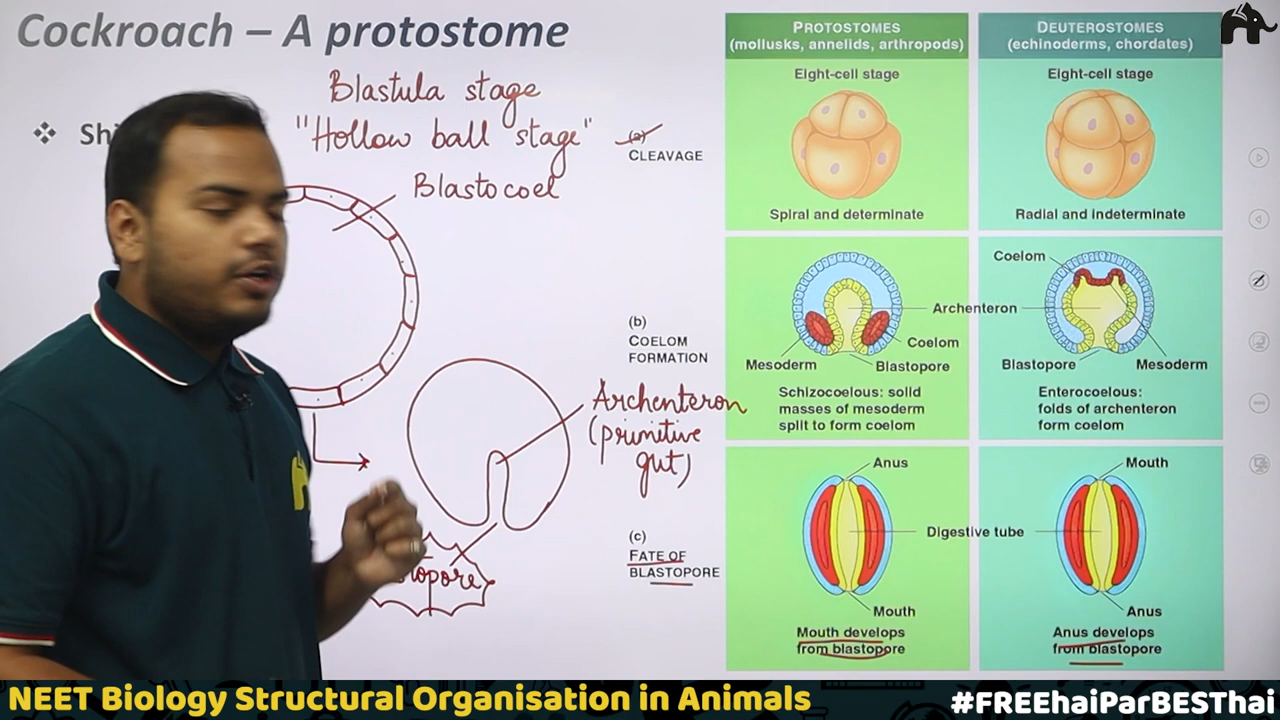 Cockroach – A protostome
Blastula stage
"Hollow ball stage"
Blastocoel
Archenteron
(primitive
gut)
(a)
CLEAVAGE
(b)
COELOM
FORMATION
(c)
FATE OF
BLASTOPORE
PROTOSTOMES
(mollusks, annelids, arthropods)
DEUTEROSTOMES
(echinoderms, chordates)
Eight-cell stage
Eight-cell stage
Spiral and determinate
Radial and indeterminate
Coelom
Archenteron
Coelom
Mesoderm
Blastopore
Blastopore
Mesoderm
Schizocoelous: solid
masses of mesoderm
split to form coelom
Enterocoelous:
folds of archenteron
form coelom
Anus
Mouth
Digestive tube
Mouth
Anus
Mouth develops
from blastopore
Anus develops
from blastopore
NEET Biology Structural Organisation in Animals
#FREEhaiParBESThai